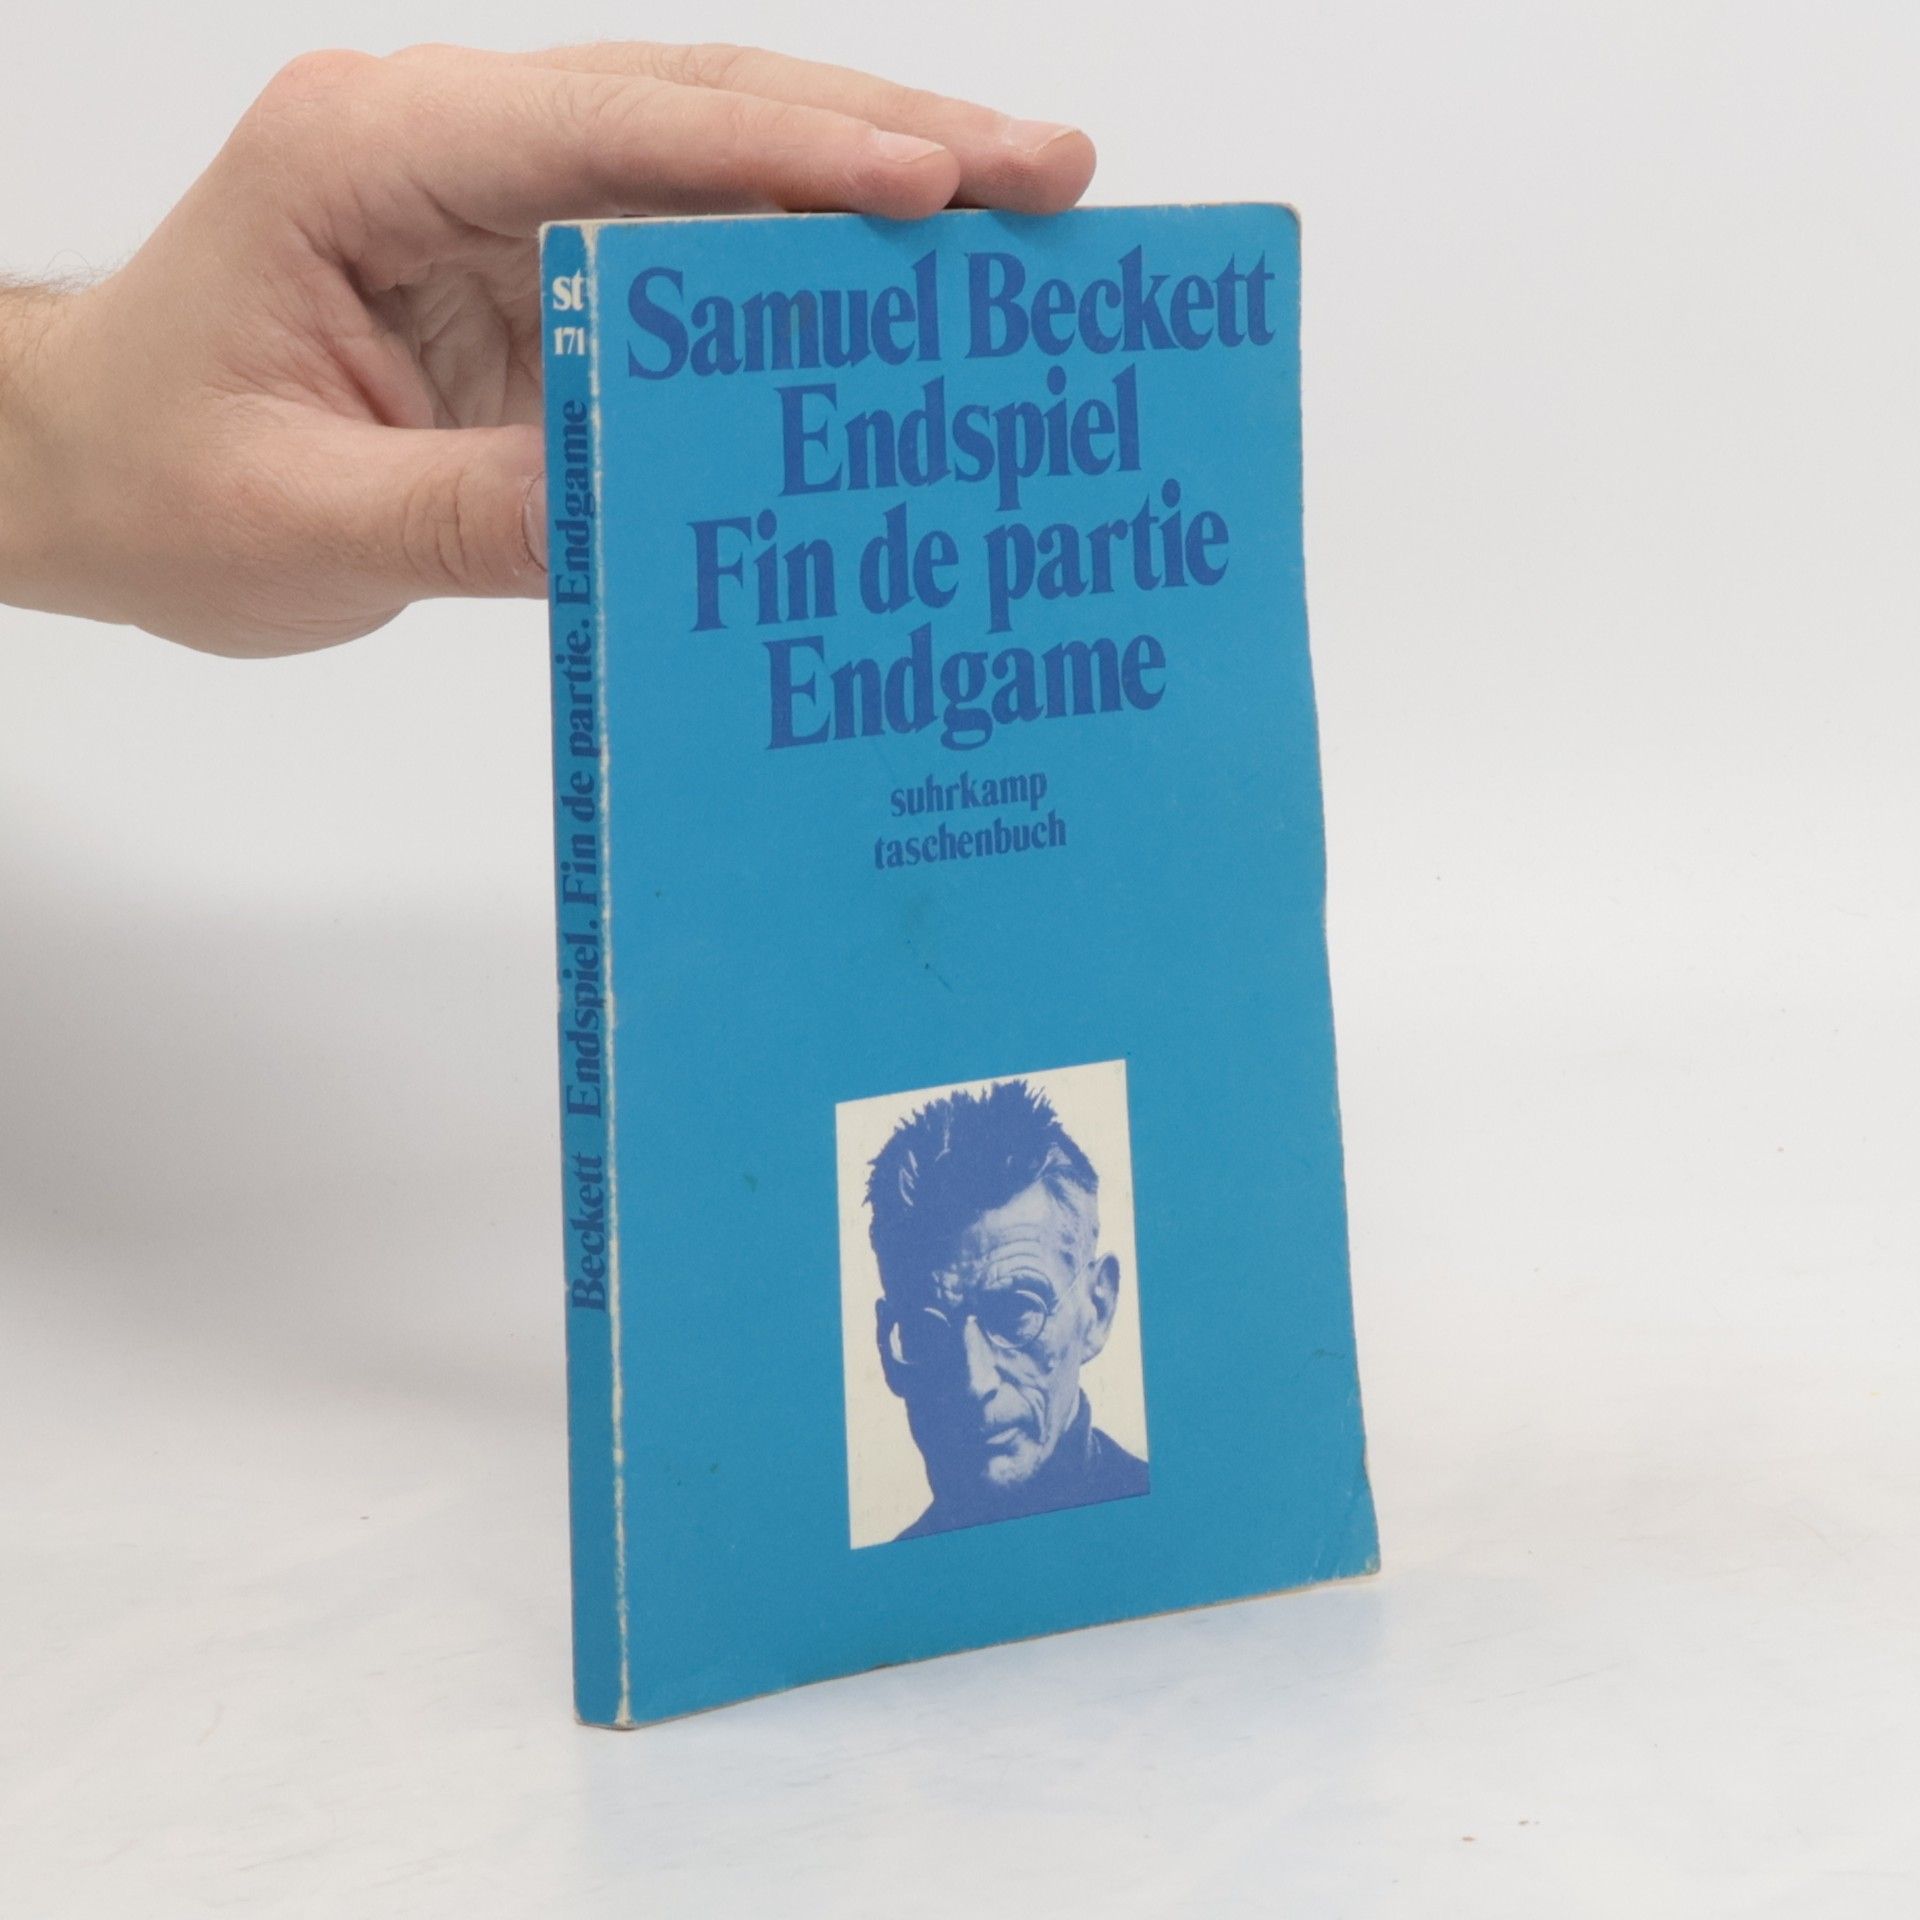 Samuel Beckett
Endspiel
Fin de partie
Endgame
suhrkamp
taschenbuch
st
171
Beckett Endspiel. Fin de partie. Endgame